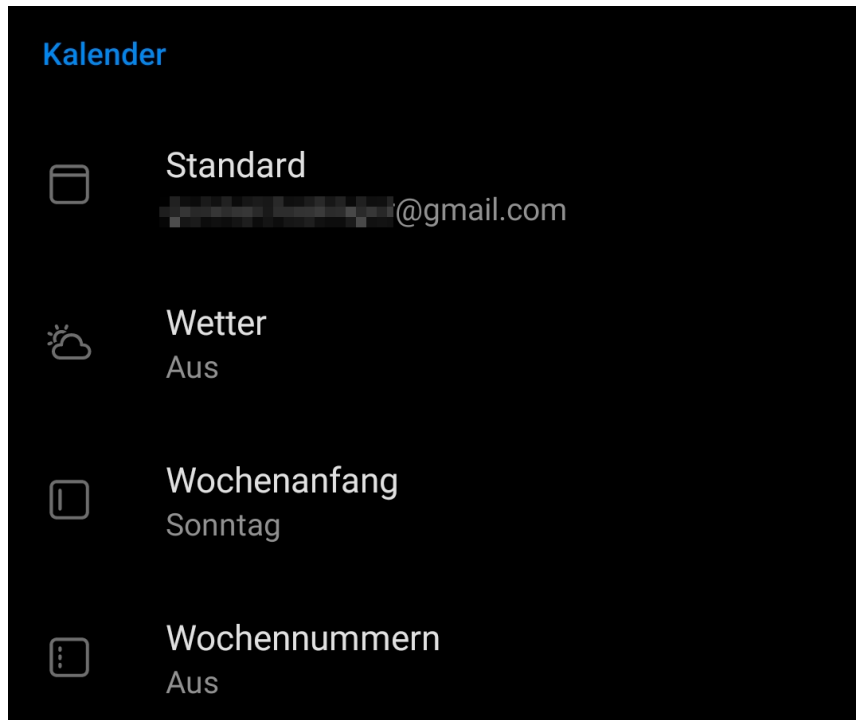 Kalender
Standard
@gmail.com
Wetter
Aus
Wochenanfang
Sonntag
Wochennummern
Aus